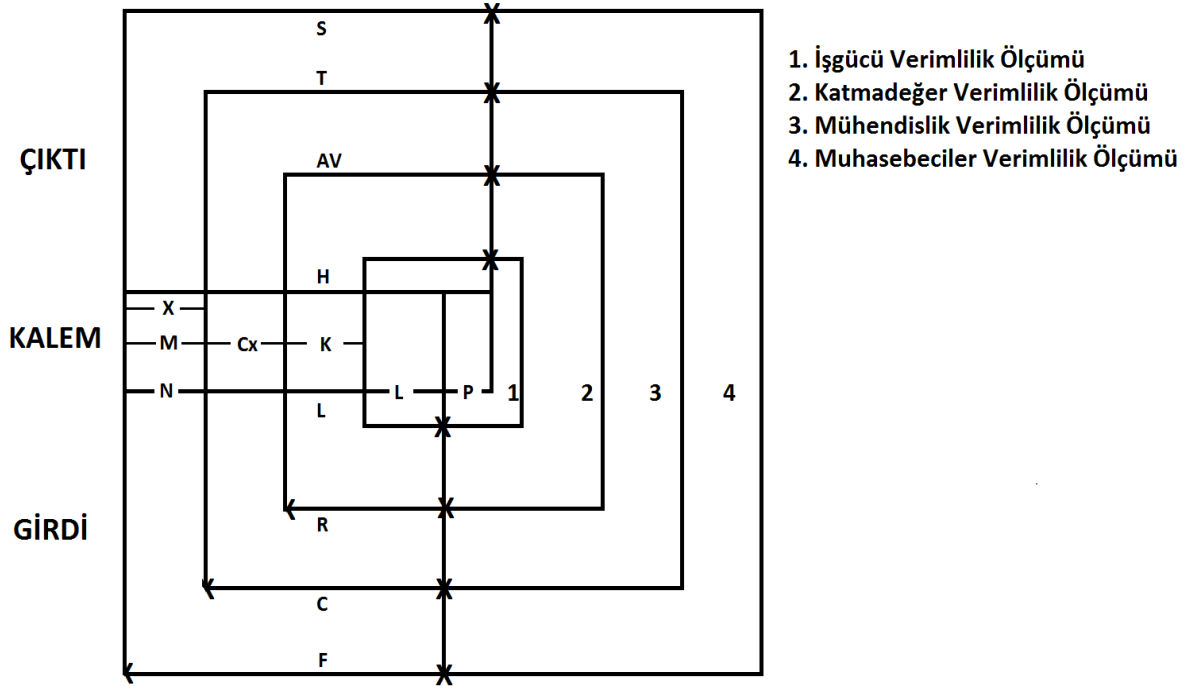 S
1. İşgücü Verimlilik Ölçümü
T
2. Katmadeğer Verimlilik Ölçümü
3. Mühendislik Verimlilik Ölçümü
ÇIKTI
AV
4. Muhasebeciler Verimlilik Ölçümü
H
X
KALEM
M Cx K
N L P 1 2 3 4
L
GİRDİ
R
C
F